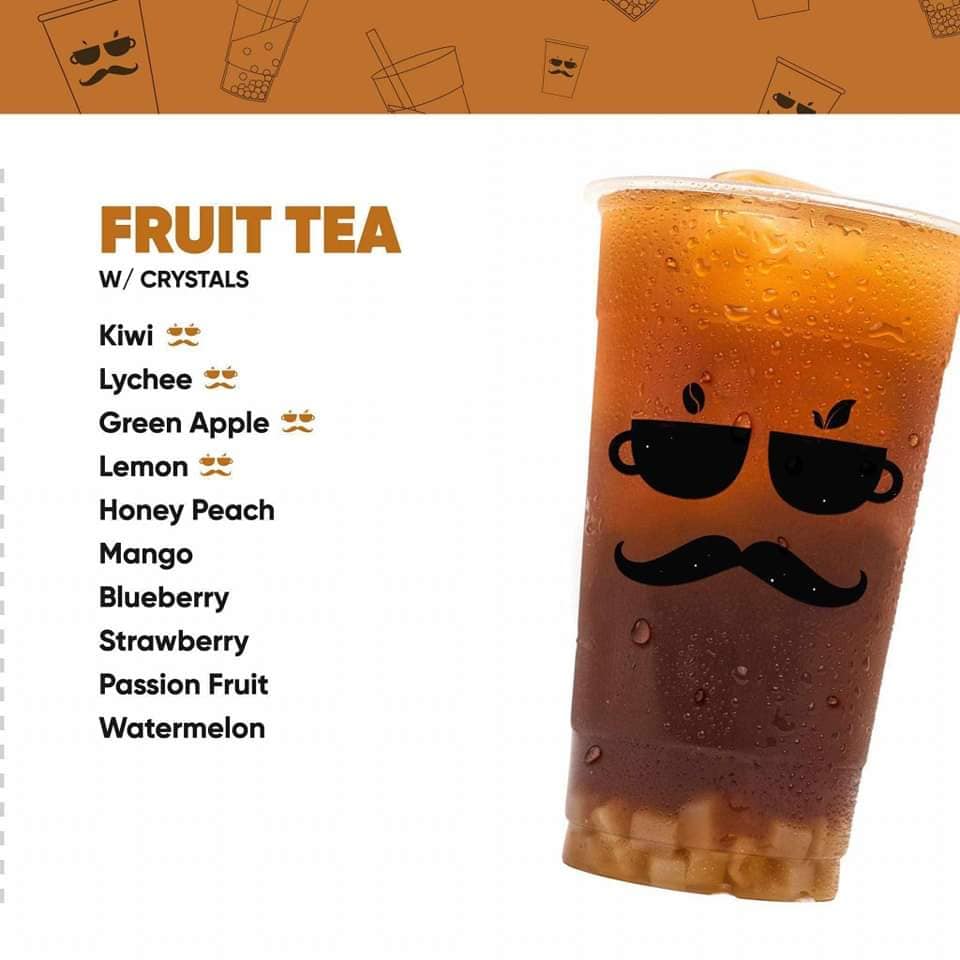 FRUIT TEA
W/ CRYSTALS
Kiwi
Lychee
Green Apple
Lemon
Honey Peach
Mango
Blueberry
Strawberry
Passion Fruit
Watermelon